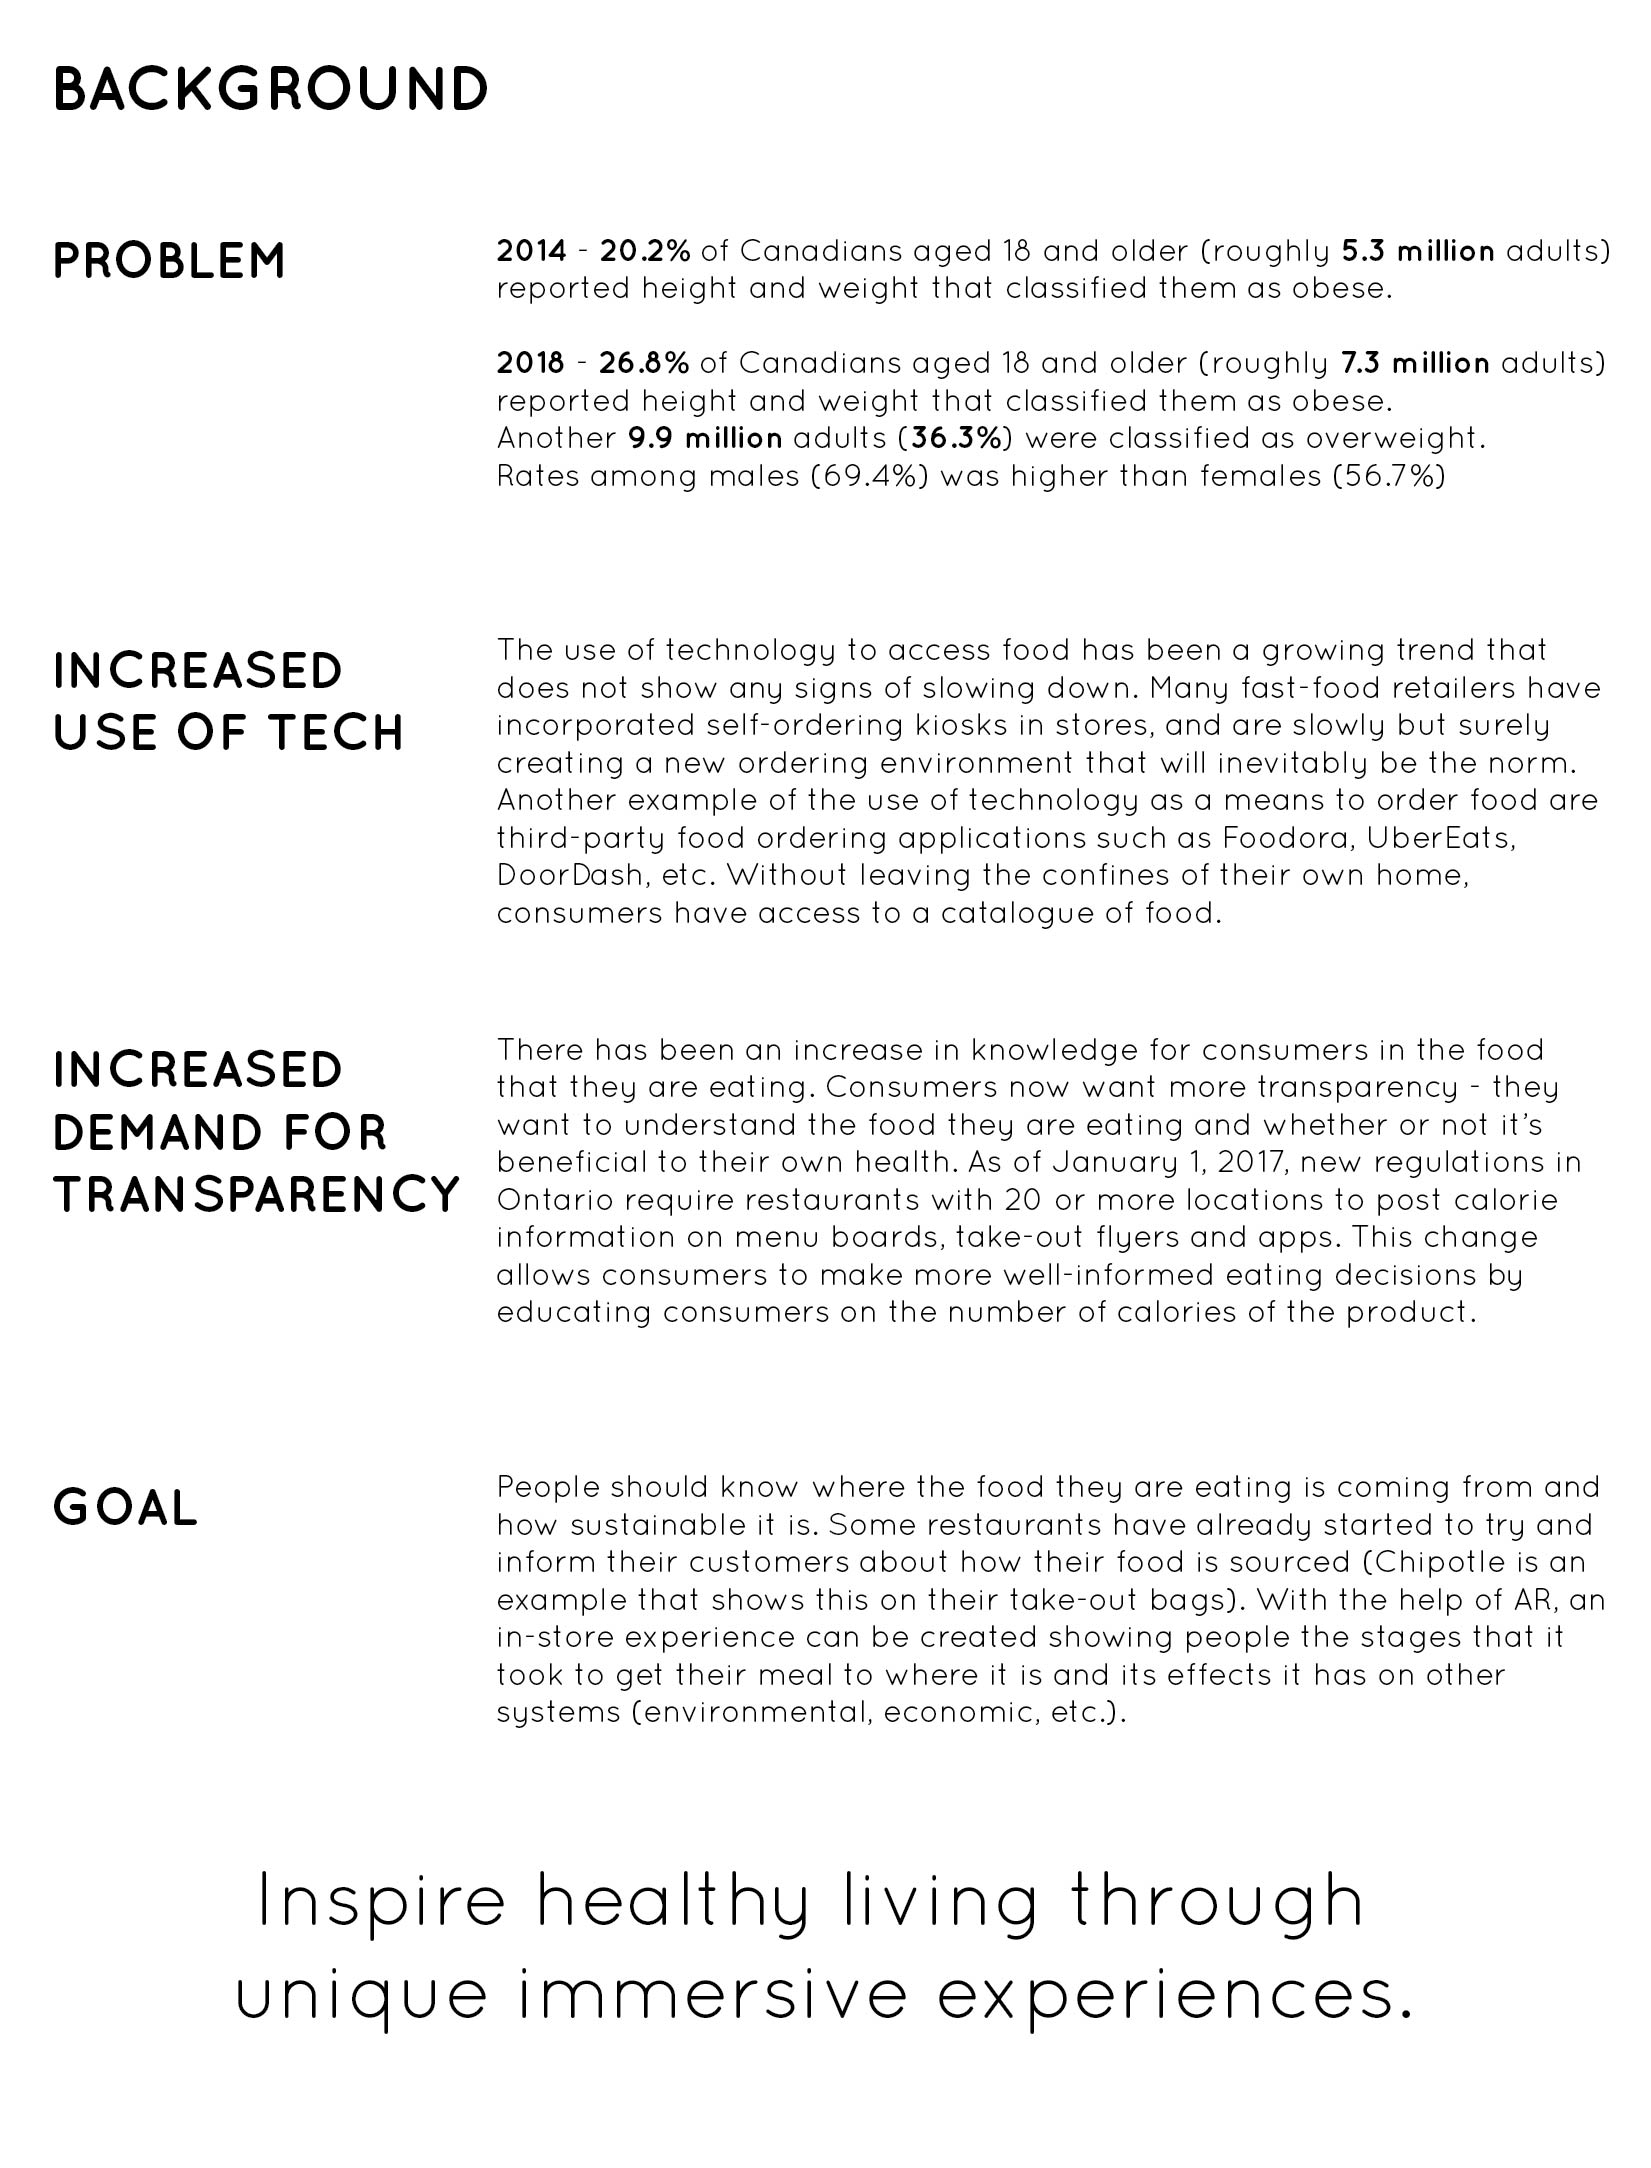 BACKGROUND
PROBLEM
2014 - 20.2% of Canadians aged 18 and older (roughly 5.3 million adults)
reported height and weight that classified them as obese.
2018 - 26.8% of Canadians aged 18 and older (roughly 7.3 million adults)
reported height and weight that classified them as obese.
Another 9.9 million adults (36.3%) were classified as overweight.
Rates among males (69.4%) was higher than females (56.7%)
INCREASED
USE OF TECH
The use of technology to access food has been a growing trend that
does not show any signs of slowing down. Many fast-food retailers have
incorporated self-ordering kiosks in stores, and are slowly but surely
creating a new ordering environment that will inevitably be the norm.
Another example of the use of technology as a means to order food are
third-party food ordering applications such as Foodora, UberEats,
DoorDash, etc. Without leaving the confines of their own home,
consumers have access to a catalogue of food.
INCREASED
DEMAND FOR
TRANSPARENCY
There has been an increase in knowledge for consumers in the food
that they are eating. Consumers now want more transparency - they
want to understand the food they are eating and whether or not it’s
beneficial to their own health. As of January 1, 2017, new regulations in
Ontario require restaurants with 20 or more locations to post calorie
information on menu boards, take-out flyers and apps. This change
allows consumers to make more well-informed eating decisions by
educating consumers on the number of calories of the product.
GOAL
People should know where the food they are eating is coming from and
how sustainable it is. Some restaurants have already started to try and
inform their customers about how their food is sourced (Chipotle is an
example that shows this on their take-out bags). With the help of AR, an
in-store experience can be created showing people the stages that it
took to get their meal to where it is and its effects it has on other
systems (environmental, economic, etc.).
Inspire healthy living through
unique immersive experiences.